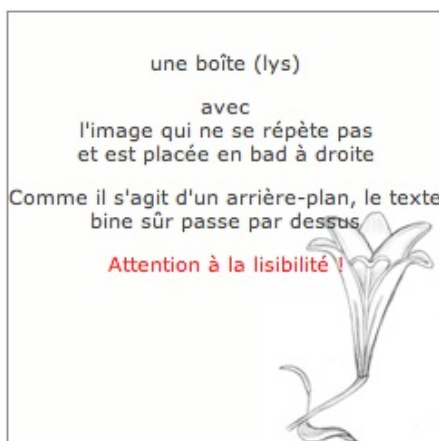 une boîte (lys)
avec
l'image qui ne se répète pas
et est placée en bad à droite
Comme il s'agit d'un arrière-plan, le texte
bine sûr passe par dessus
Attention à la lisibilité !